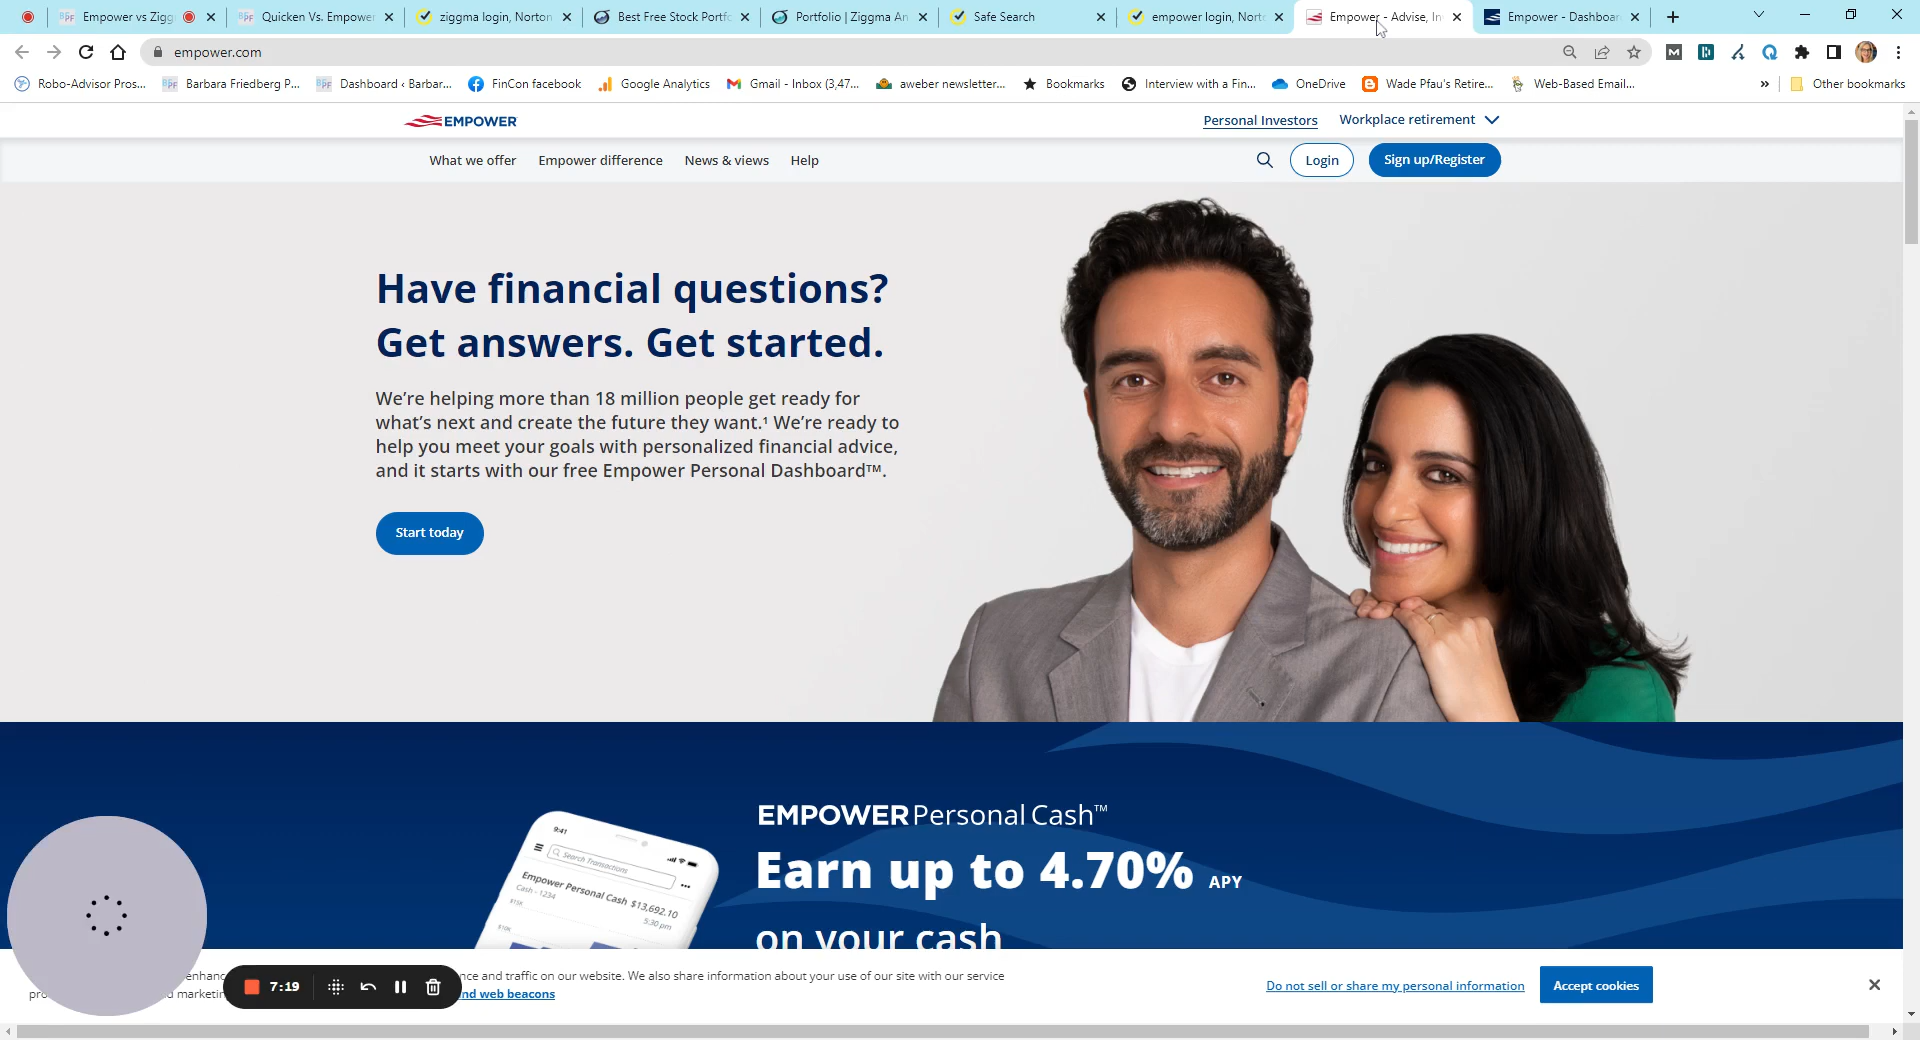 Empower vs Zigg
Quicken Vs. Empower
ziggma login, Norton
Best Free Stock Portfo
Portfolio | Ziggma An
Safe Search
empower login, Norto
Empower - Advise, In
Empower - Dashboar
empower.com
Robo-Advisor Pros...
Barbara Friedberg P...
Dashboard ‹ Barbar...
FinCon facebook
Google Analytics
Gmail - Inbox (3,47...
aweber newsletter...
Bookmarks
Interview with a Fin...
OneDrive
Wade Pfau's Retire...
Web-Based Email...
»
Other bookmarks
EMPOWER
Personal Investors
Workplace retirement
What we offer
Empower difference
News & views
Help
Login
Sign up/Register
Have financial questions?
Get answers. Get started.
We’re helping more than 18 million people get ready for
what’s next and create the future they want.¹ We’re ready to
help you meet your goals with personalized financial advice,
and it starts with our free Empower Personal Dashboard™.
Start today
EMPOWER Personal Cash™
Earn up to 4.70% APY
on your cash
9:41
Search Transactions
Empower Personal Cash $13,692.10
Cash - 1234
5:30 pm
$15K
$10K
enhanc
nce and traffic on our website. We also share information about your use of our site with our service
pro
d marketin
nd web beacons
7:19
Do not sell or share my personal information
Accept cookies